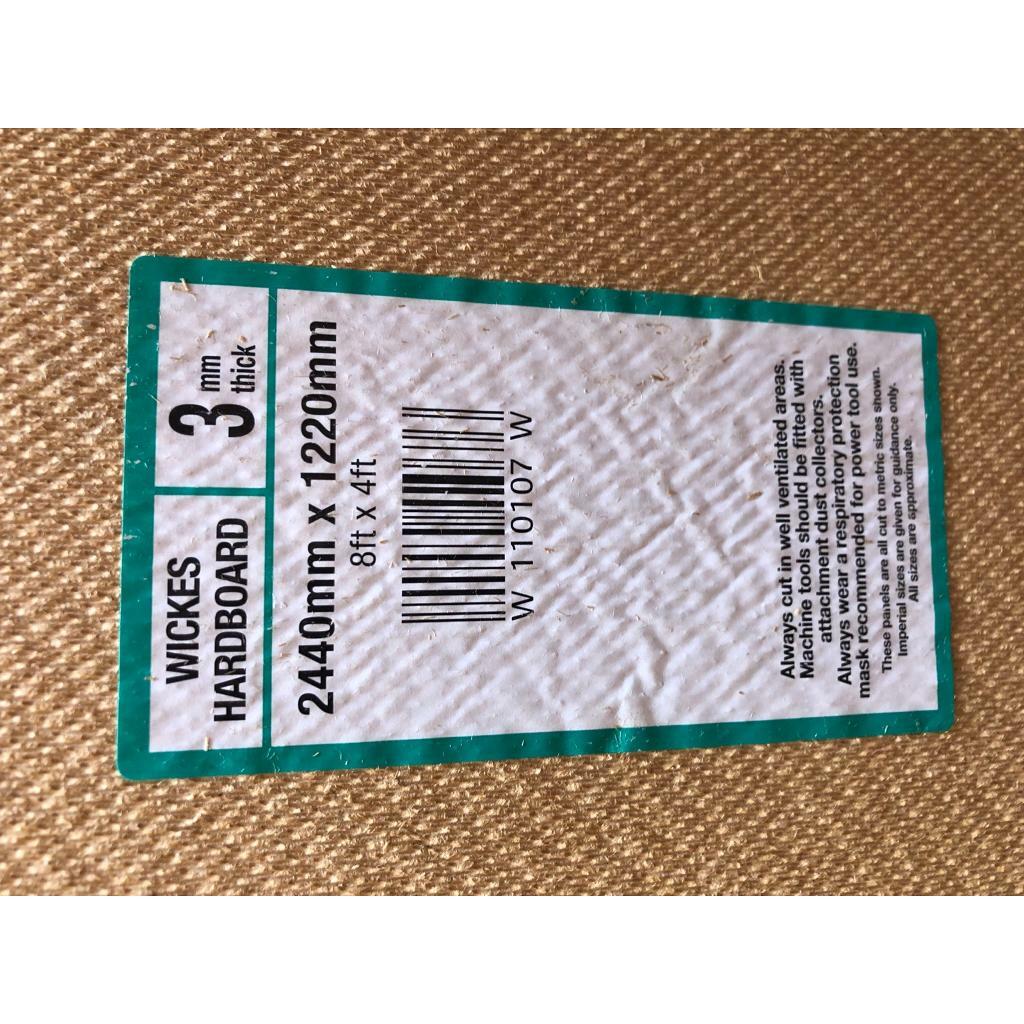 WICKES
HARDBOARD
3 mm
thick
2440mm x 1220mm
8ft x 4ft
W 110107 W
Always cut in well ventilated areas.
Machine tools should be fitted with
attachment dust collectors.
Always wear a respiratory protection
mask recommended for power tool use.
These panels are all cut to metric sizes shown.
Imperial sizes are given for guidance only.
All sizes are approximate.